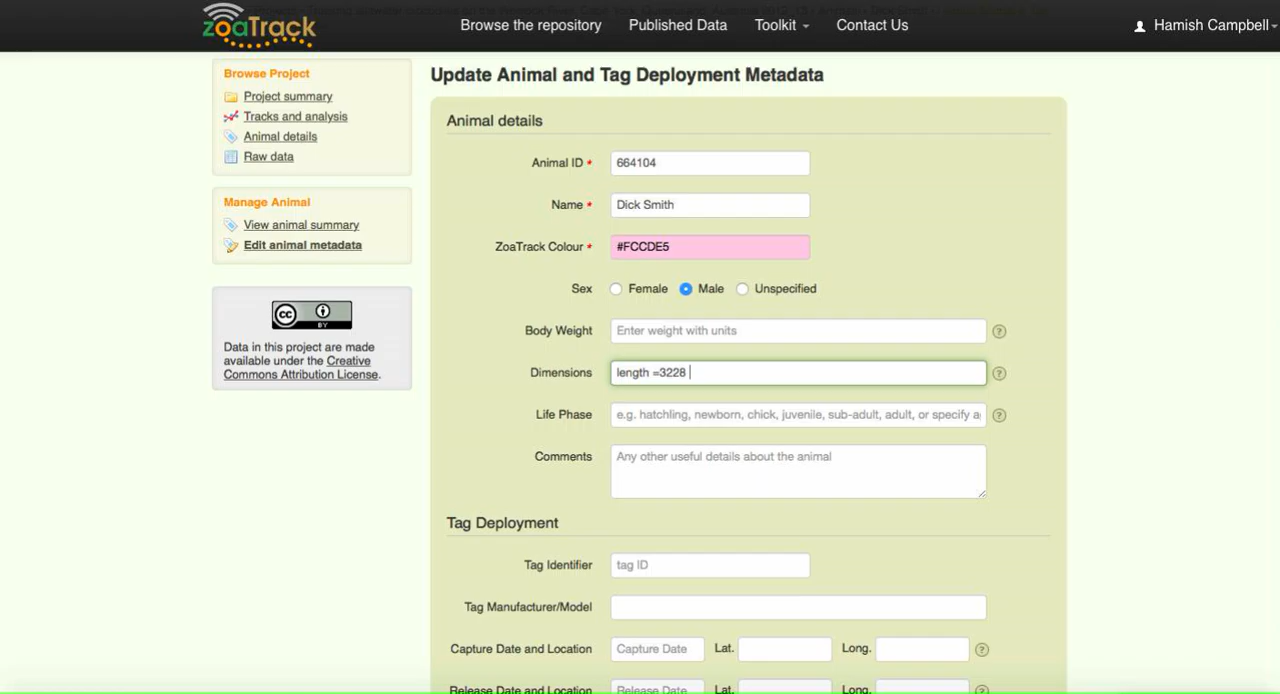 zoaTrack
Browse the repository
Published Data
Toolkit
Contact Us
Hamish Campbell
Browse Project
Project summary
Tracks and analysis
Animal details
Raw data
Manage Animal
View animal summary
Edit animal metadata
cc
BY
Data in this project are made
available under the Creative
Commons Attribution License.
Update Animal and Tag Deployment Metadata
Animal details
Animal ID * 664104
Name * Dick Smith
ZoaTrack Colour * #FCCDE5
Sex Female Male Unspecified
Body Weight Enter weight with units ?
Dimensions length =3228 ?
Life Phase e.g. hatchling, newborn, chick, juvenile, sub-adult, adult, or specify a ?
Comments Any other useful details about the animal
Tag Deployment
Tag Identifier tag ID
Tag Manufacturer/Model
Capture Date and Location Capture Date Lat. Long. ?
Release Date and Location Release Date Lat. Long. ?